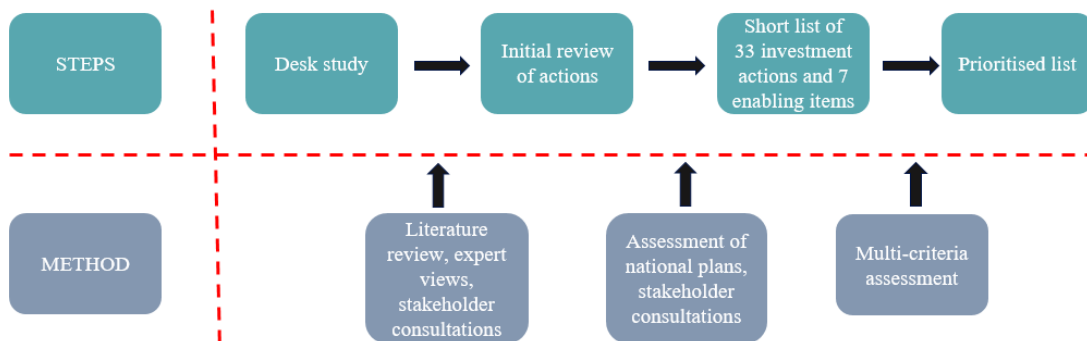 STEPS
Desk study
Initial review
of actions
Short list of
33 investment
actions and 7
enabling items
Prioritised list
METHOD
Literature
review, expert
views,
stakeholder
consultations
Assessment of
national plans,
stakeholder
consultations
Multi-criteria
assessment